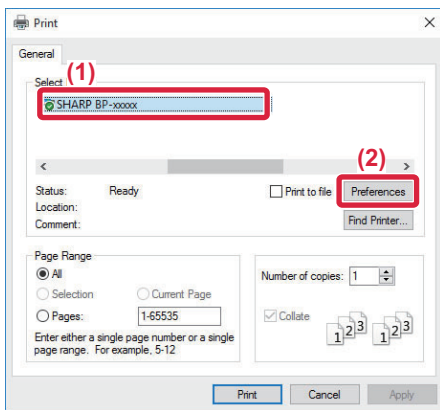 Print
General
Select (1)
SHARP BP-xxxxx
(2)
Status: Ready Print to file Preferences
Location:
Comment: Find Printer...
Page Range
All Number of copies: 1
Selection Current Page
Pages: 1-65535 Collate
Enter either a single page number or a single
page range. For example, 5-12
1 2 3 1 2 3
Print Cancel Apply